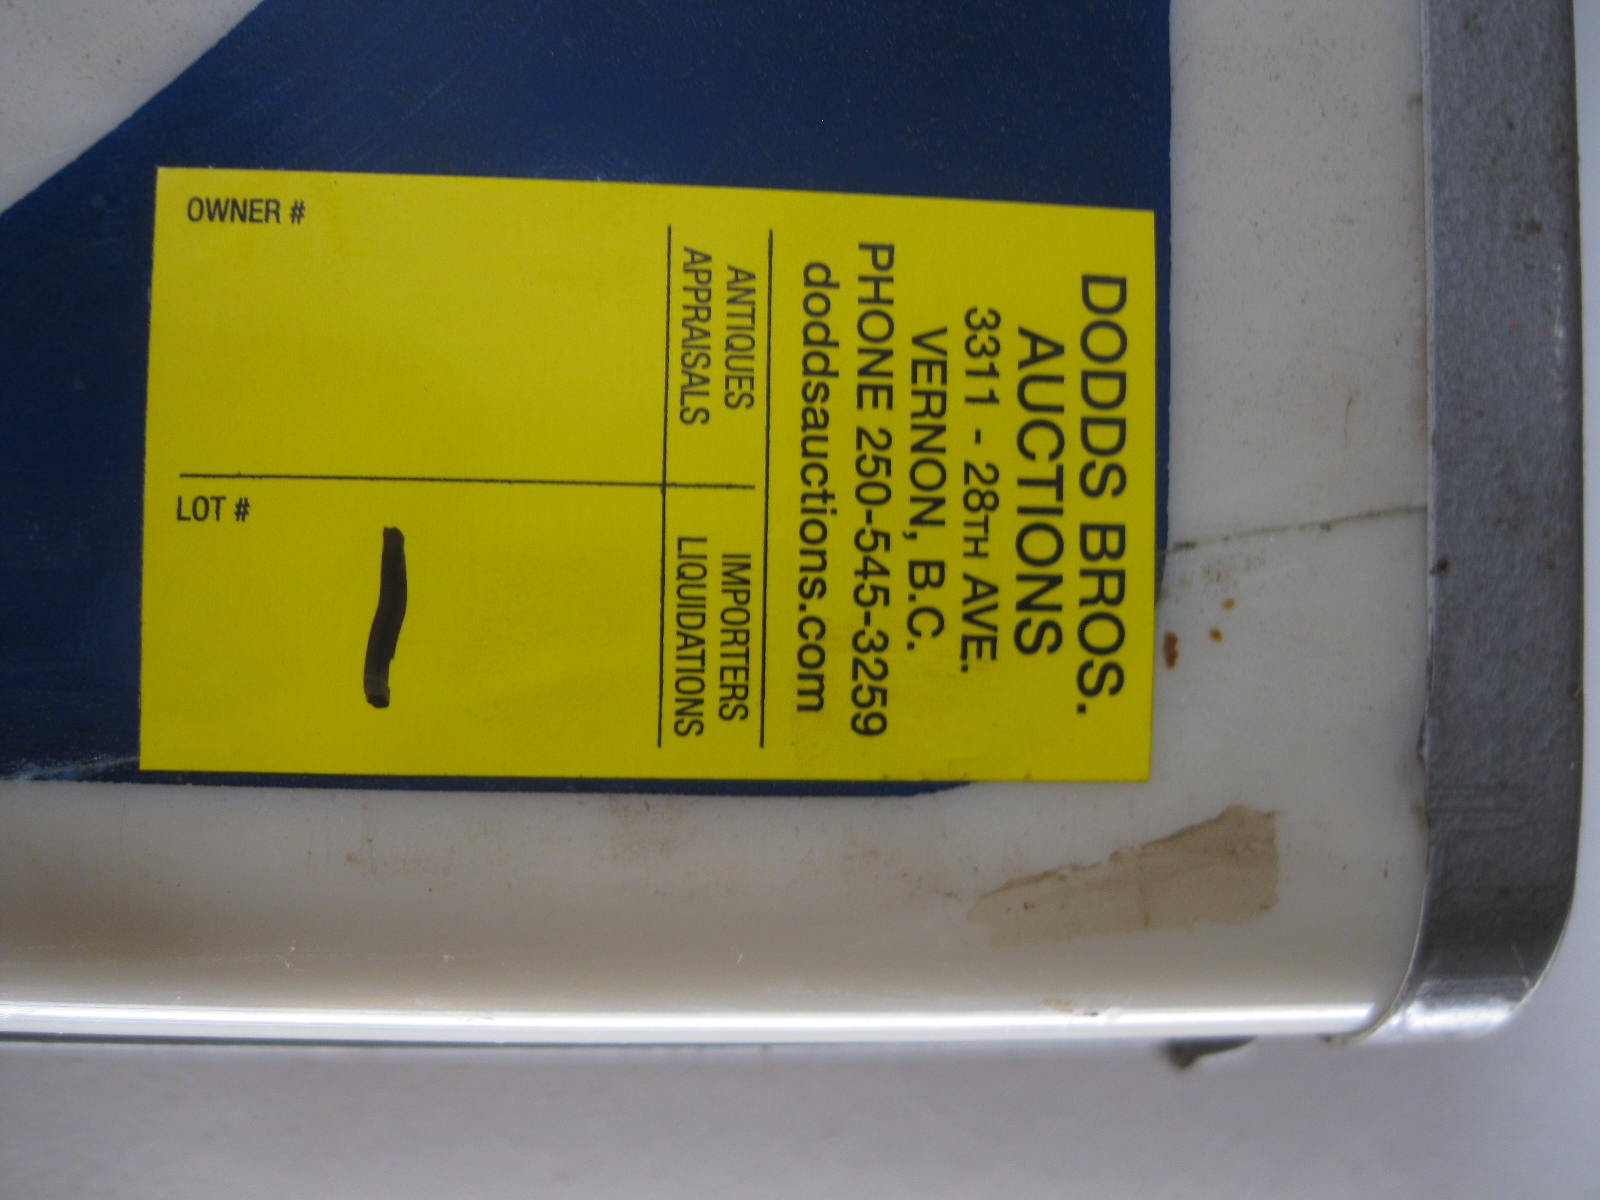 DODDS BROS.
AUCTIONS
3311 - 28TH AVE.
VERNON, B.C.
PHONE 250-545-3259
doddsauctions.com
ANTIQUES
APPRAISALS
IMPORTERS
LIQUIDATIONS
OWNER #
LOT #
1